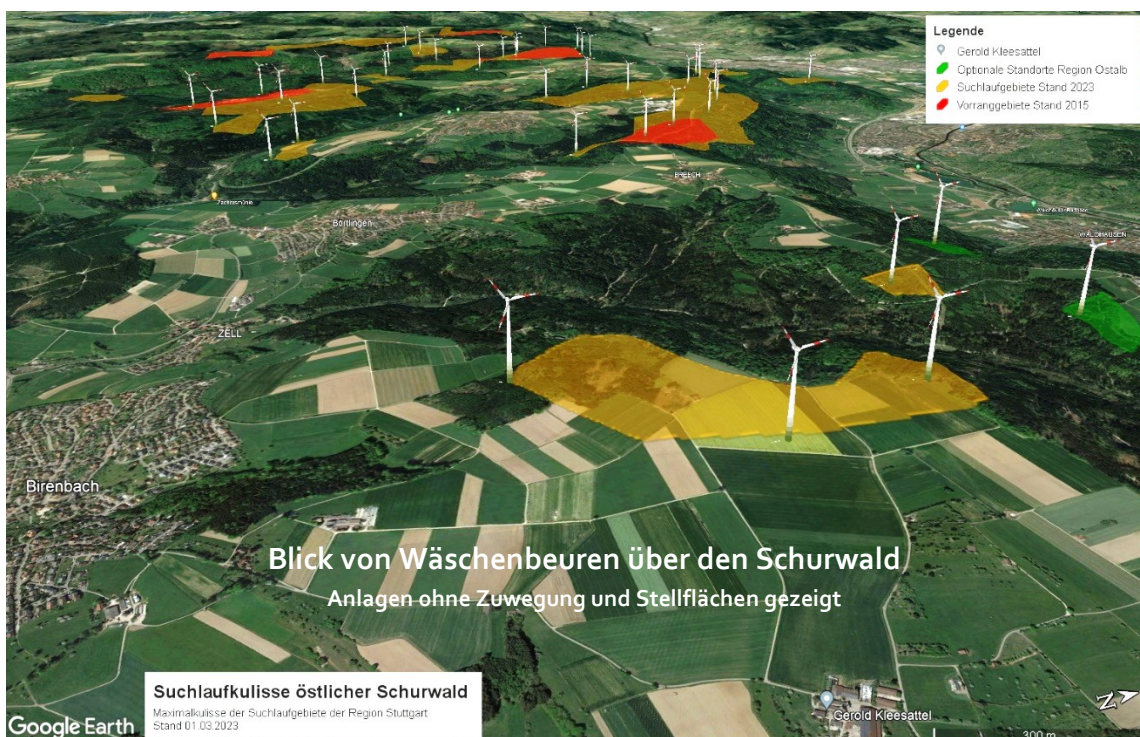 Legende
Gerold Kleesattel
Optionale Standorte Region Ostalb
Suchlaufgebiete Stand 2023
Vorranggebiete Stand 2015
BREECH
Börtlingen
WALDHAUSEN
ZELL
Birenbach
Blick von Wäschenbeuren über den Schurwald
Anlagen ohne Zuwegung und Stellflächen gezeigt
Suchlaufkulisse östlicher Schurwald
Maximalkulisse der Suchlaufgebiete der Region Stuttgart
Stand 01.03.2023
Google Earth
Gerold Kleesattel
N
300 m